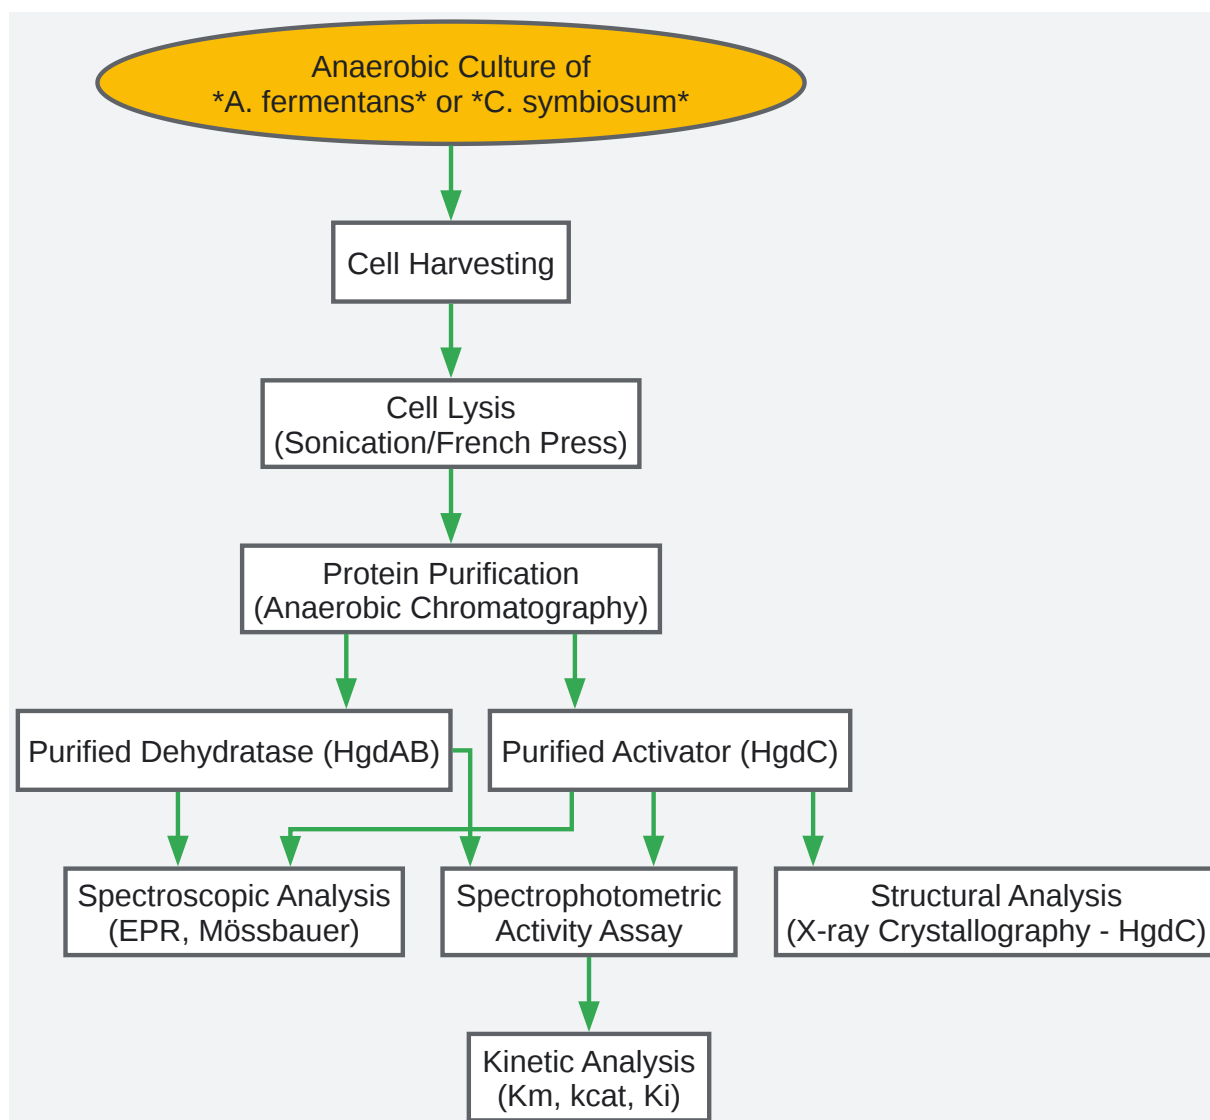 Anaerobic Culture of
*A. fermentans* or *C. symbiosum*
Cell Harvesting
Cell Lysis
(Sonication/French Press)
Protein Purification
(Anaerobic Chromatography)
Purified Dehydratase (HgdAB)
Purified Activator (HgdC)
Spectroscopic Analysis
(EPR, Mössbauer)
Spectrophotometric
Activity Assay
Structural Analysis
(X-ray Crystallography - HgdC)
Kinetic Analysis
(Km, kcat, Ki)